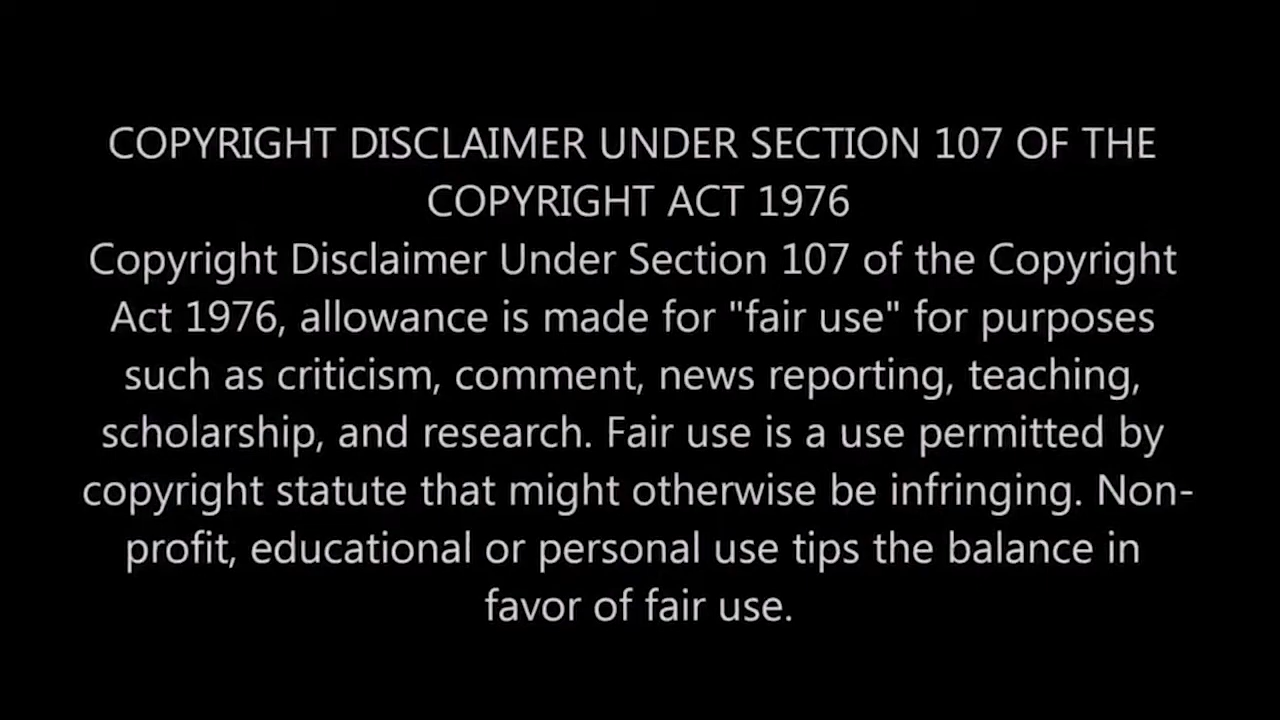 COPYRIGHT DISCLAIMER UNDER SECTION 107 OF THE
COPYRIGHT ACT 1976
Copyright Disclaimer Under Section 107 of the Copyright
Act 1976, allowance is made for "fair use" for purposes
such as criticism, comment, news reporting, teaching,
scholarship, and research. Fair use is a use permitted by
copyright statute that might otherwise be infringing. Non-
profit, educational or personal use tips the balance in
favor of fair use.